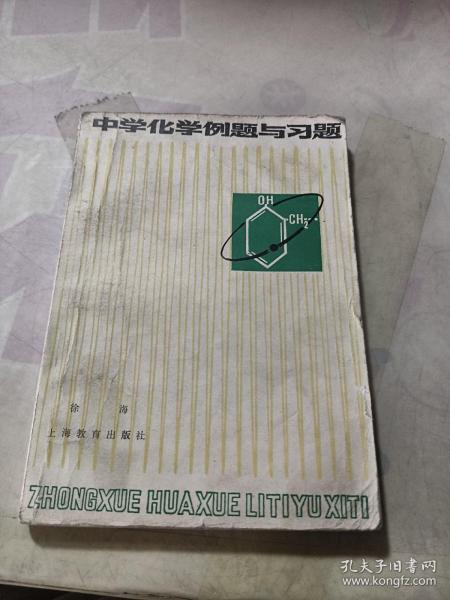 中学化学例题与习题
OH
CH2
徐 海
上海教育出版社
ZHONGXUE HUAXUE LITIYU XITI
孔夫子旧书网
www.kongfz.com